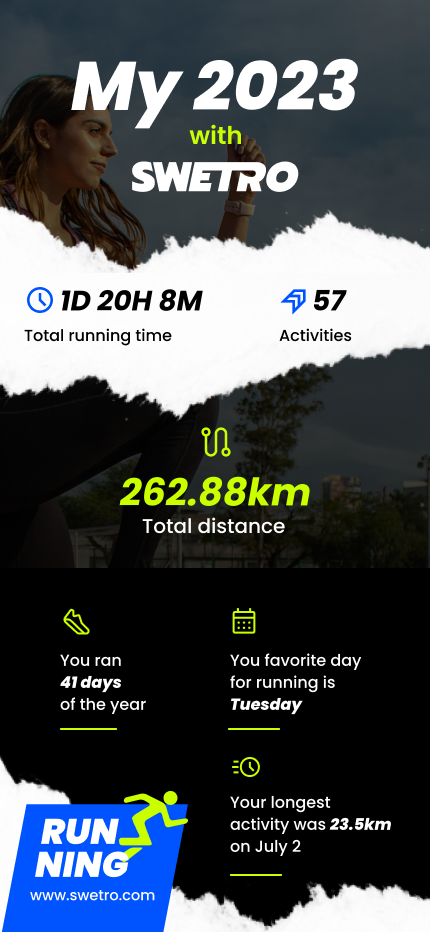 My 2023
with
SWETRO
1D 20H 8M
Total running time
57
Activities
262.88km
Total distance
You ran
41 days
of the year
You favorite day
for running is
Tuesday
Your longest
activity was 23.5km
on July 2
RUN
NING
www.swetro.com